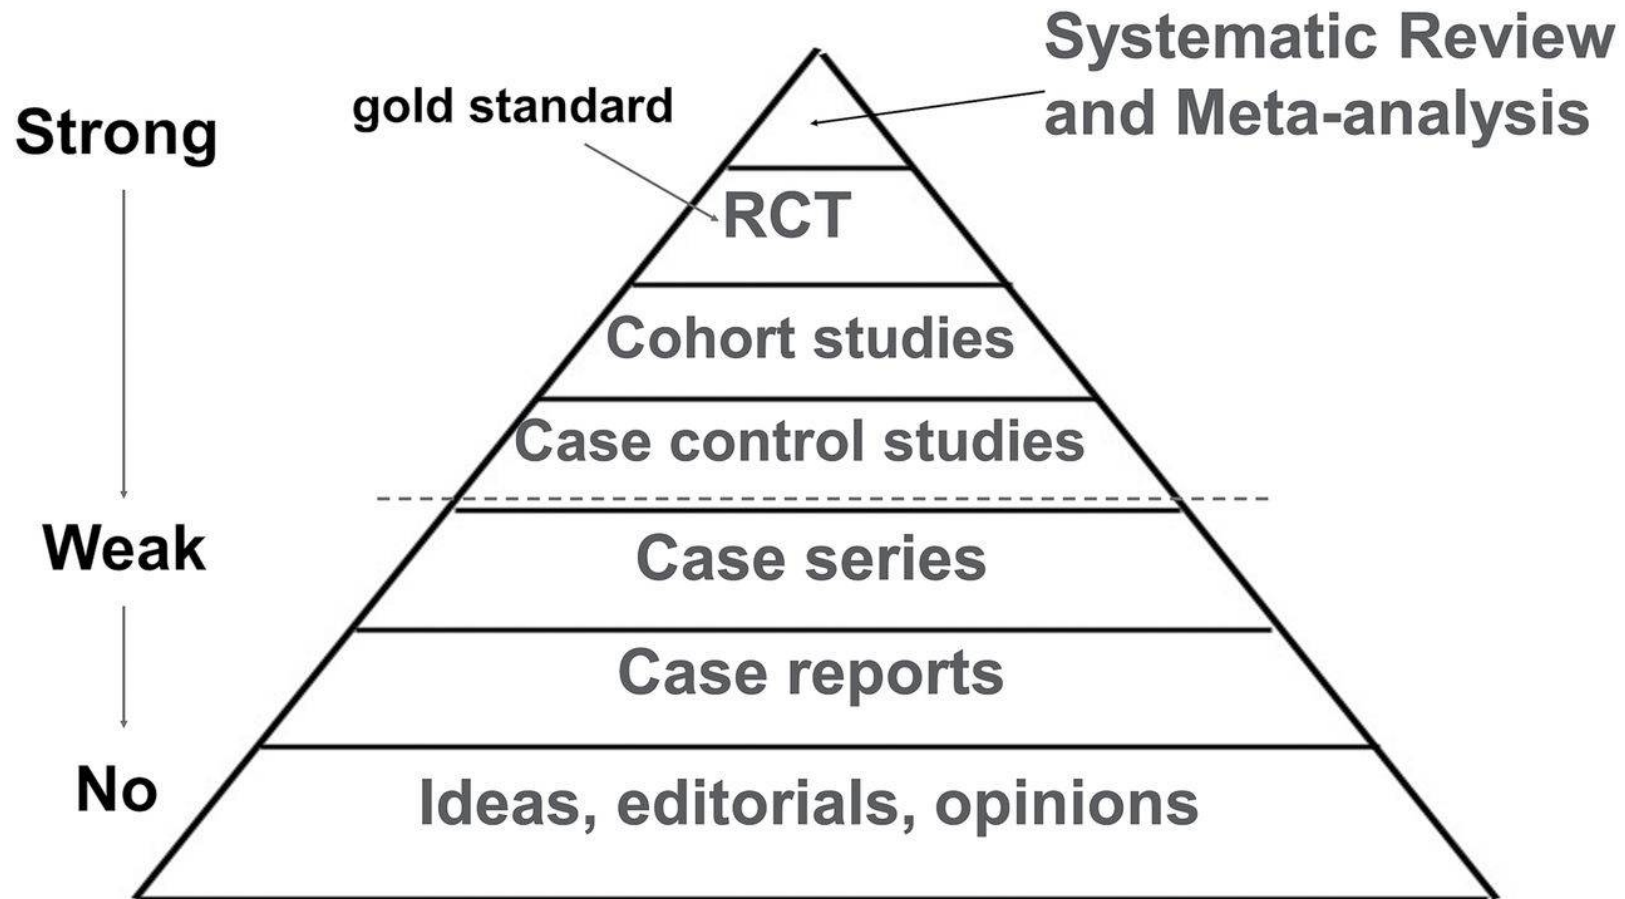 Systematic Review
and Meta-analysis
gold standard
Strong
RCT
Cohort studies
Case control studies
Weak
Case series
Case reports
No
Ideas, editorials, opinions